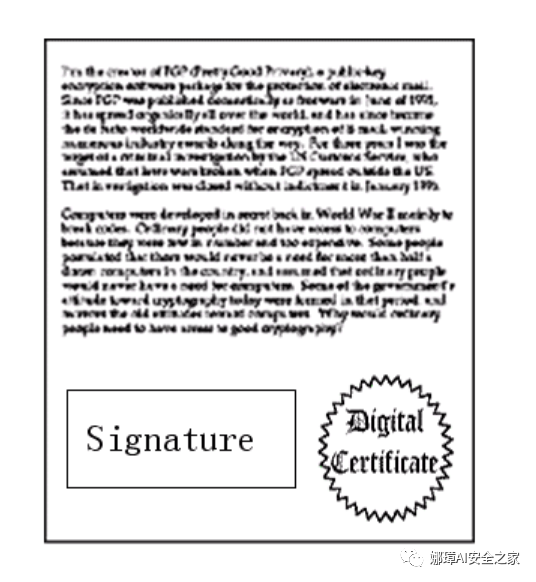 I'm the creator of PGP (Pretty Good Privacy), a public-key
encryption software package for the protection of electronic mail.
Since PGP was published domestically as freeware in June of 1991,
it has spread organically all over the world, and has since become
the de facto worldwide standard for encryption of E-mail, winning
numerous industry awards along the way. For three years I was the
target of a criminal investigation by the US Customs Service, who
assumed that laws were broken when PGP spread outside the US.
That investigation was closed without indictment in January 1996.
Computers were developed in secret back in World War II mainly to
break codes. Ordinary people did not have access to computers
because they were few in number and too expensive. Some people
postulated that there would never be a need for more than half a
dozen computers in the country, and assumed that ordinary people
would never have a need for computers. Some of the government's
attitude toward cryptography today were formed in that period, and
mirrors the old attitudes toward computers. Why would ordinary
people need to have access to good cryptography?
Signature
Digital
Certificate
娜璋AI安全之家